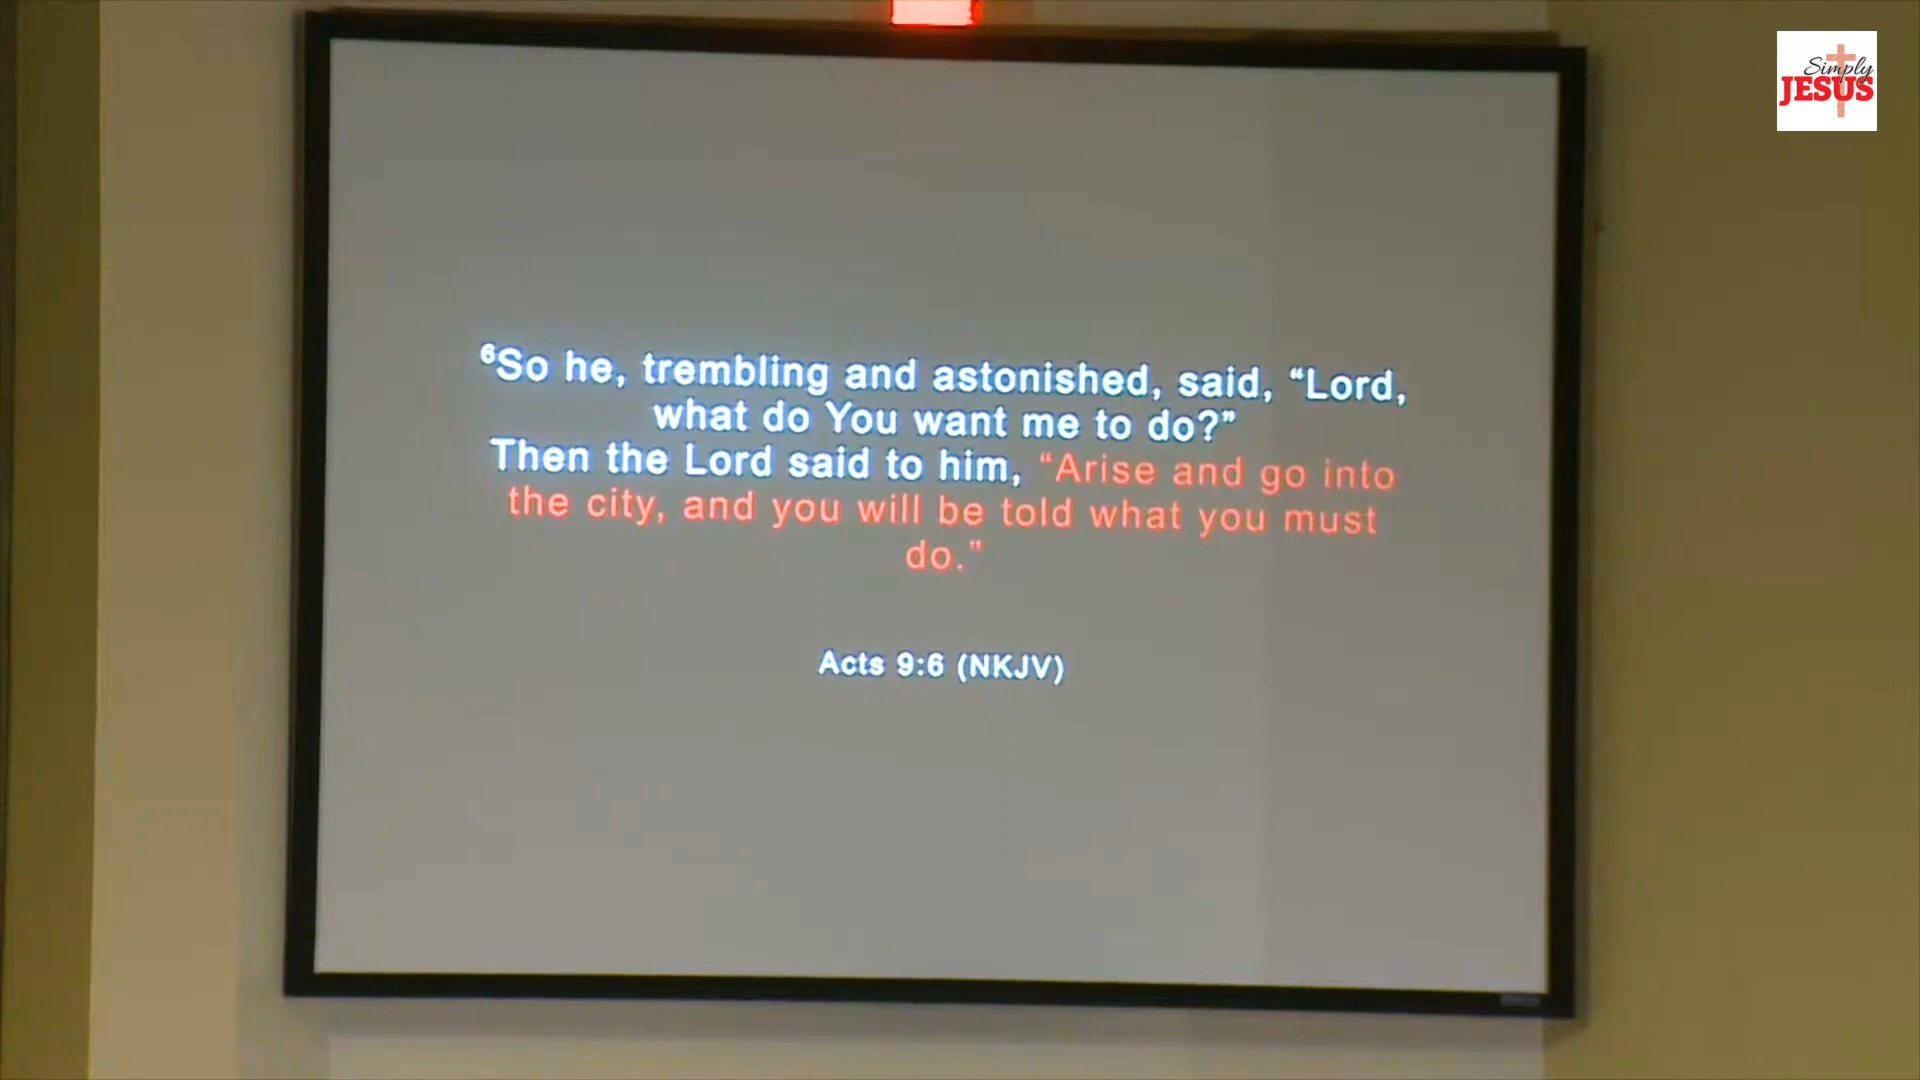 Simply
JESUS
⁶So he, trembling and astonished, said, “Lord,
what do You want me to do?”
Then the Lord said to him, “Arise and go into
the city, and you will be told what you must
do.”
Acts 9:6 (NKJV)